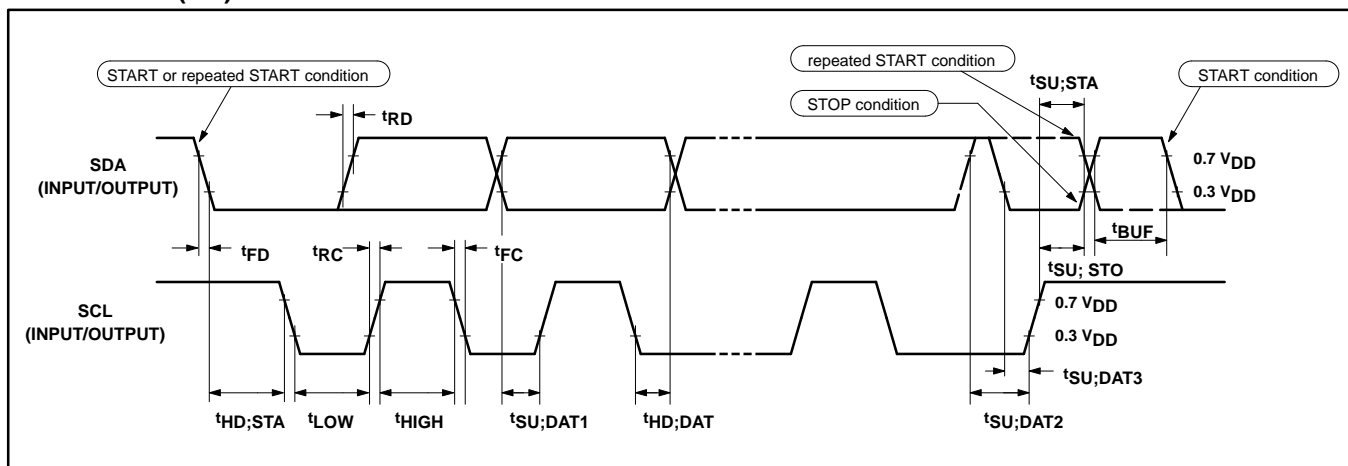 START or repeated START condition
repeated START condition
tSU;STA
START condition
STOP condition
tRD
SDA
(INPUT/OUTPUT)
0.7 VDD
0.3 VDD
tBUF
tFD
tRC
tFC
tSU; STO
SCL
(INPUT/OUTPUT)
0.7 VDD
0.3 VDD
tSU;DAT3
tHD;STA
tLOW
tHIGH
tSU;DAT1
tHD;DAT
tSU;DAT2